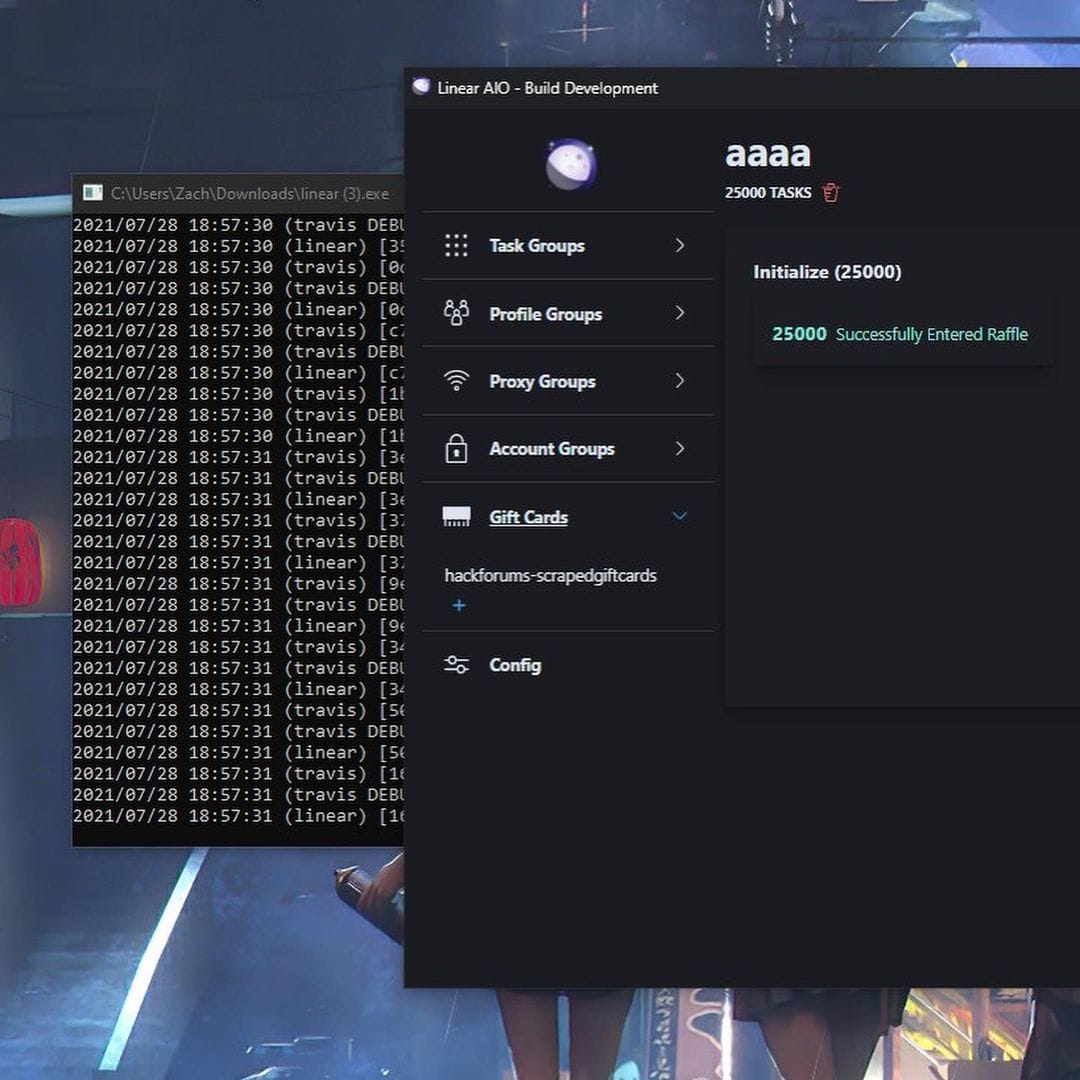 Linear AIO - Build Development
C:\Users\Zach\Downloads\linear (3).exe
2021/07/28 18:57:30 (travis DEBU
2021/07/28 18:57:30 (linear) [35
2021/07/28 18:57:30 (travis) [0c
2021/07/28 18:57:30 (travis DEBU
2021/07/28 18:57:30 (linear) [0c
2021/07/28 18:57:30 (travis) [c7
2021/07/28 18:57:30 (travis DEBU
2021/07/28 18:57:30 (linear) [c7
2021/07/28 18:57:30 (travis) [1b
2021/07/28 18:57:30 (travis DEBU
2021/07/28 18:57:30 (linear) [1b
2021/07/28 18:57:31 (travis) [3e
2021/07/28 18:57:31 (travis DEBU
2021/07/28 18:57:31 (linear) [3e
2021/07/28 18:57:31 (travis) [37
2021/07/28 18:57:31 (travis DEBU
2021/07/28 18:57:31 (linear) [37
2021/07/28 18:57:31 (travis) [9e
2021/07/28 18:57:31 (travis DEBU
2021/07/28 18:57:31 (linear) [9e
2021/07/28 18:57:31 (travis) [34
2021/07/28 18:57:31 (travis DEBU
2021/07/28 18:57:31 (linear) [34
2021/07/28 18:57:31 (travis) [50
2021/07/28 18:57:31 (travis DEBU
2021/07/28 18:57:31 (linear) [50
2021/07/28 18:57:31 (travis) [16
2021/07/28 18:57:31 (travis DEBU
2021/07/28 18:57:31 (linear) [16
Task Groups
Profile Groups
Proxy Groups
Account Groups
Gift Cards
hackforums-scrapedgiftcards
+
Config
aaaa
25000 TASKS
Initialize (25000)
25000 Successfully Entered Raffle